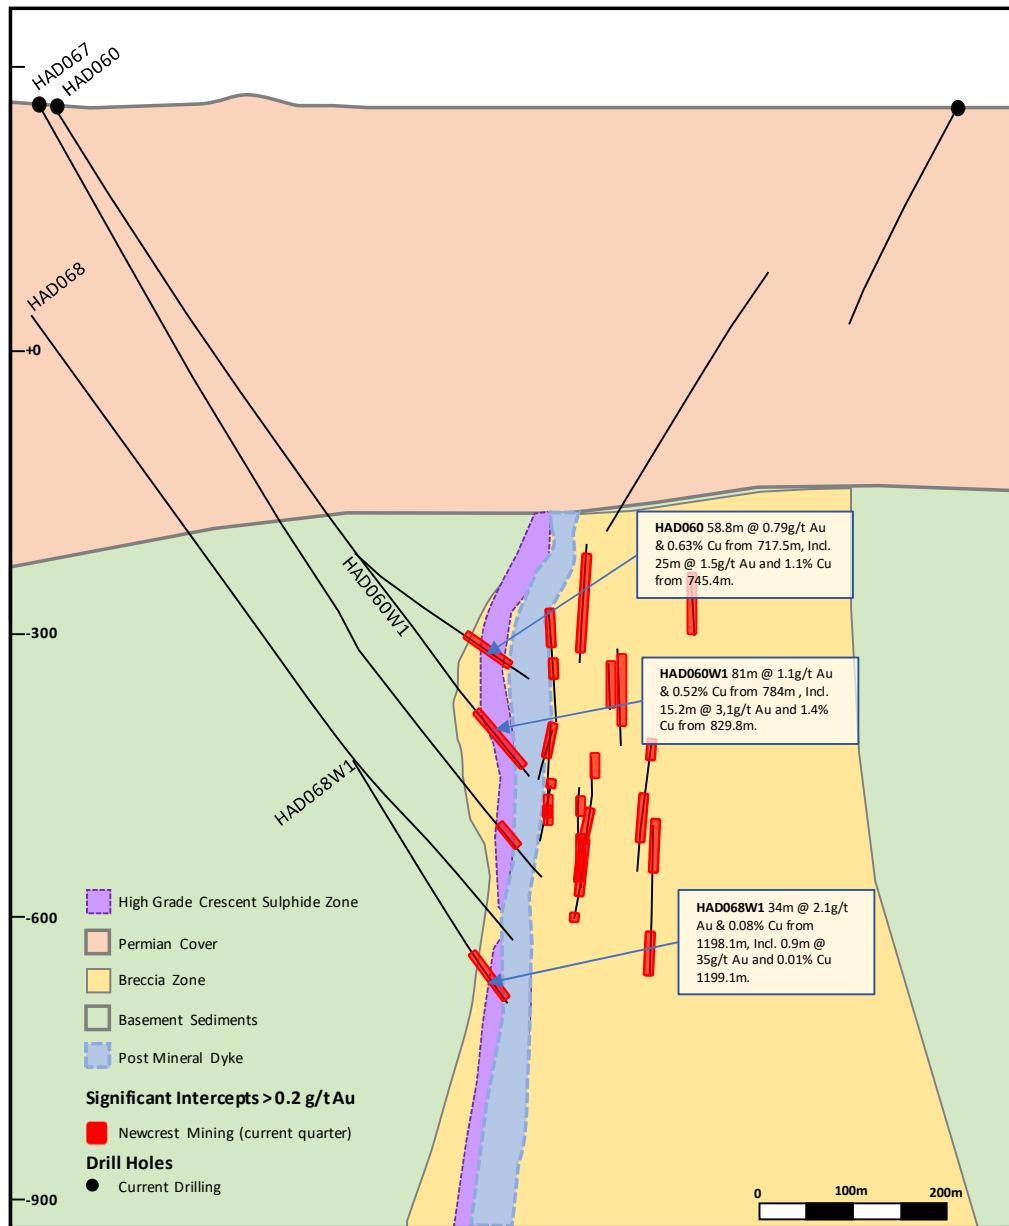 HAD067
HAD060
HAD068
+0
HAD060 58.8m @ 0.79g/t Au
& 0.63% Cu from 717.5m, Incl.
25m @ 1.5g/t Au and 1.1% Cu
from 745.4m.
HAD060W1
-300
HAD060W1 81m @ 1.1g/t Au
& 0.52% Cu from 784m , Incl.
15.2m @ 3,1g/t Au and 1.4%
Cu from 829.8m.
HAD068W1
High Grade Crescent Sulphide Zone
-600
HAD068W1 34m @ 2.1g/t
Au & 0.08% Cu from
1198.1m, Incl. 0.9m @
35g/t Au and 0.01% Cu
1199.1m.
Permian Cover
Breccia Zone
Basement Sediments
Post Mineral Dyke
Significant Intercepts > 0.2 g/t Au
Newcrest Mining (current quarter)
Drill Holes
Current Drilling
-900
0 100m 200m